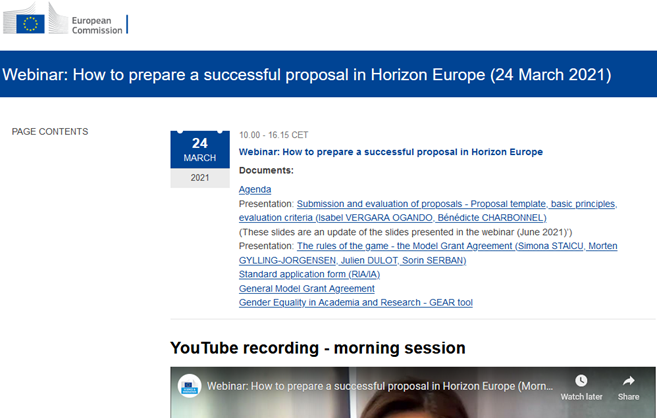 European
Commission
Webinar: How to prepare a successful proposal in Horizon Europe (24 March 2021)
PAGE CONTENTS
24
MARCH
2021
10.00 - 16.15 CET
Webinar: How to prepare a successful proposal in Horizon Europe
Documents:
Agenda
Presentation: Submission and evaluation of proposals - Proposal template, basic principles,
evaluation criteria (Isabel VERGARA OGANDO, Bénédicte CHARBONNEL)
(These slides are an update of the slides presented in the webinar (June 2021)')
Presentation: The rules of the game - the Model Grant Agreement (Simona STAICU, Morten
GYLLING-JORGENSEN, Julien DULOT, Sorin SERBAN)
Standard application form (RIA/IA)
General Model Grant Agreement
Gender Equality in Academia and Research - GEAR tool
YouTube recording - morning session
Webinar: How to prepare a successful proposal in Horizon Europe (Morn...
Watch later
Share